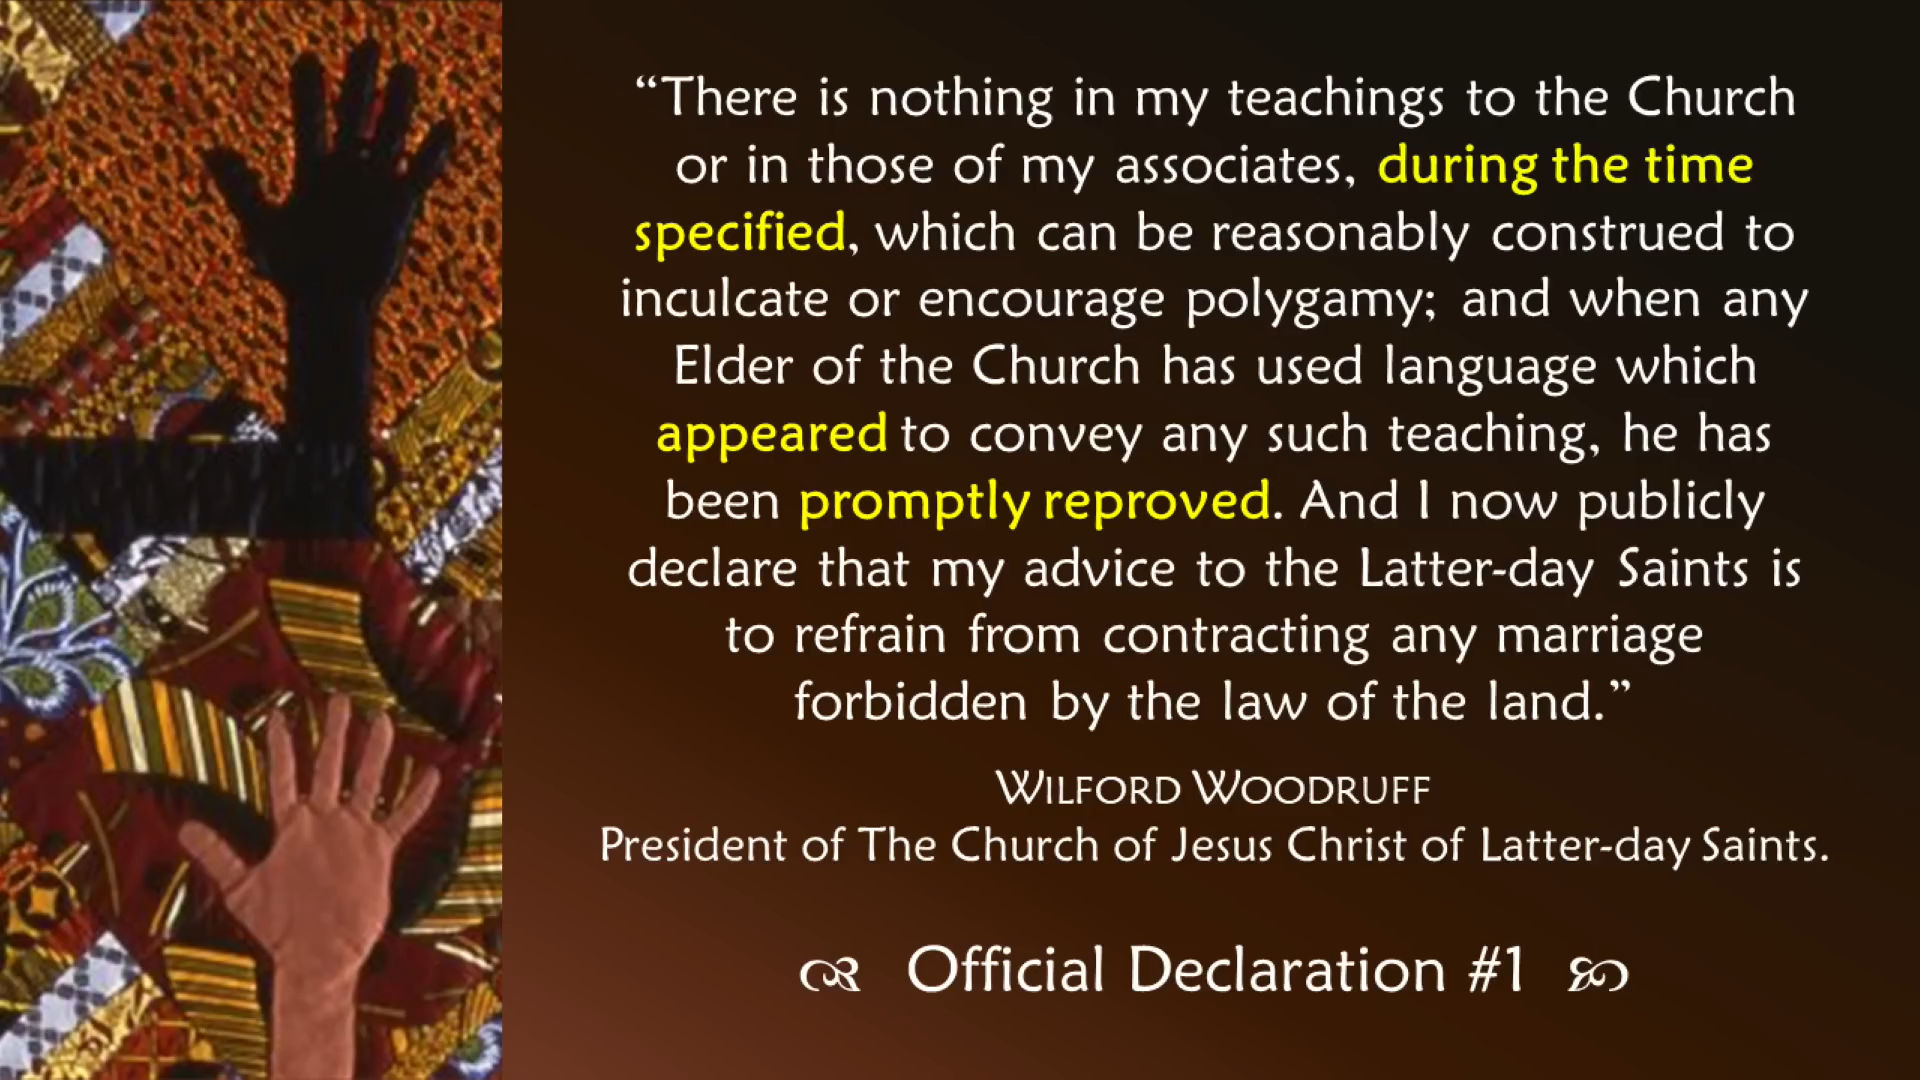 “There is nothing in my teachings to the Church
or in those of my associates, during the time
specified, which can be reasonably construed to
inculcate or encourage polygamy; and when any
Elder of the Church has used language which
appeared to convey any such teaching, he has
been promptly reproved. And I now publicly
declare that my advice to the Latter-day Saints is
to refrain from contracting any marriage
forbidden by the law of the land.”
WILFORD WOODRUFF
President of The Church of Jesus Christ of Latter-day Saints.
Official Declaration #1